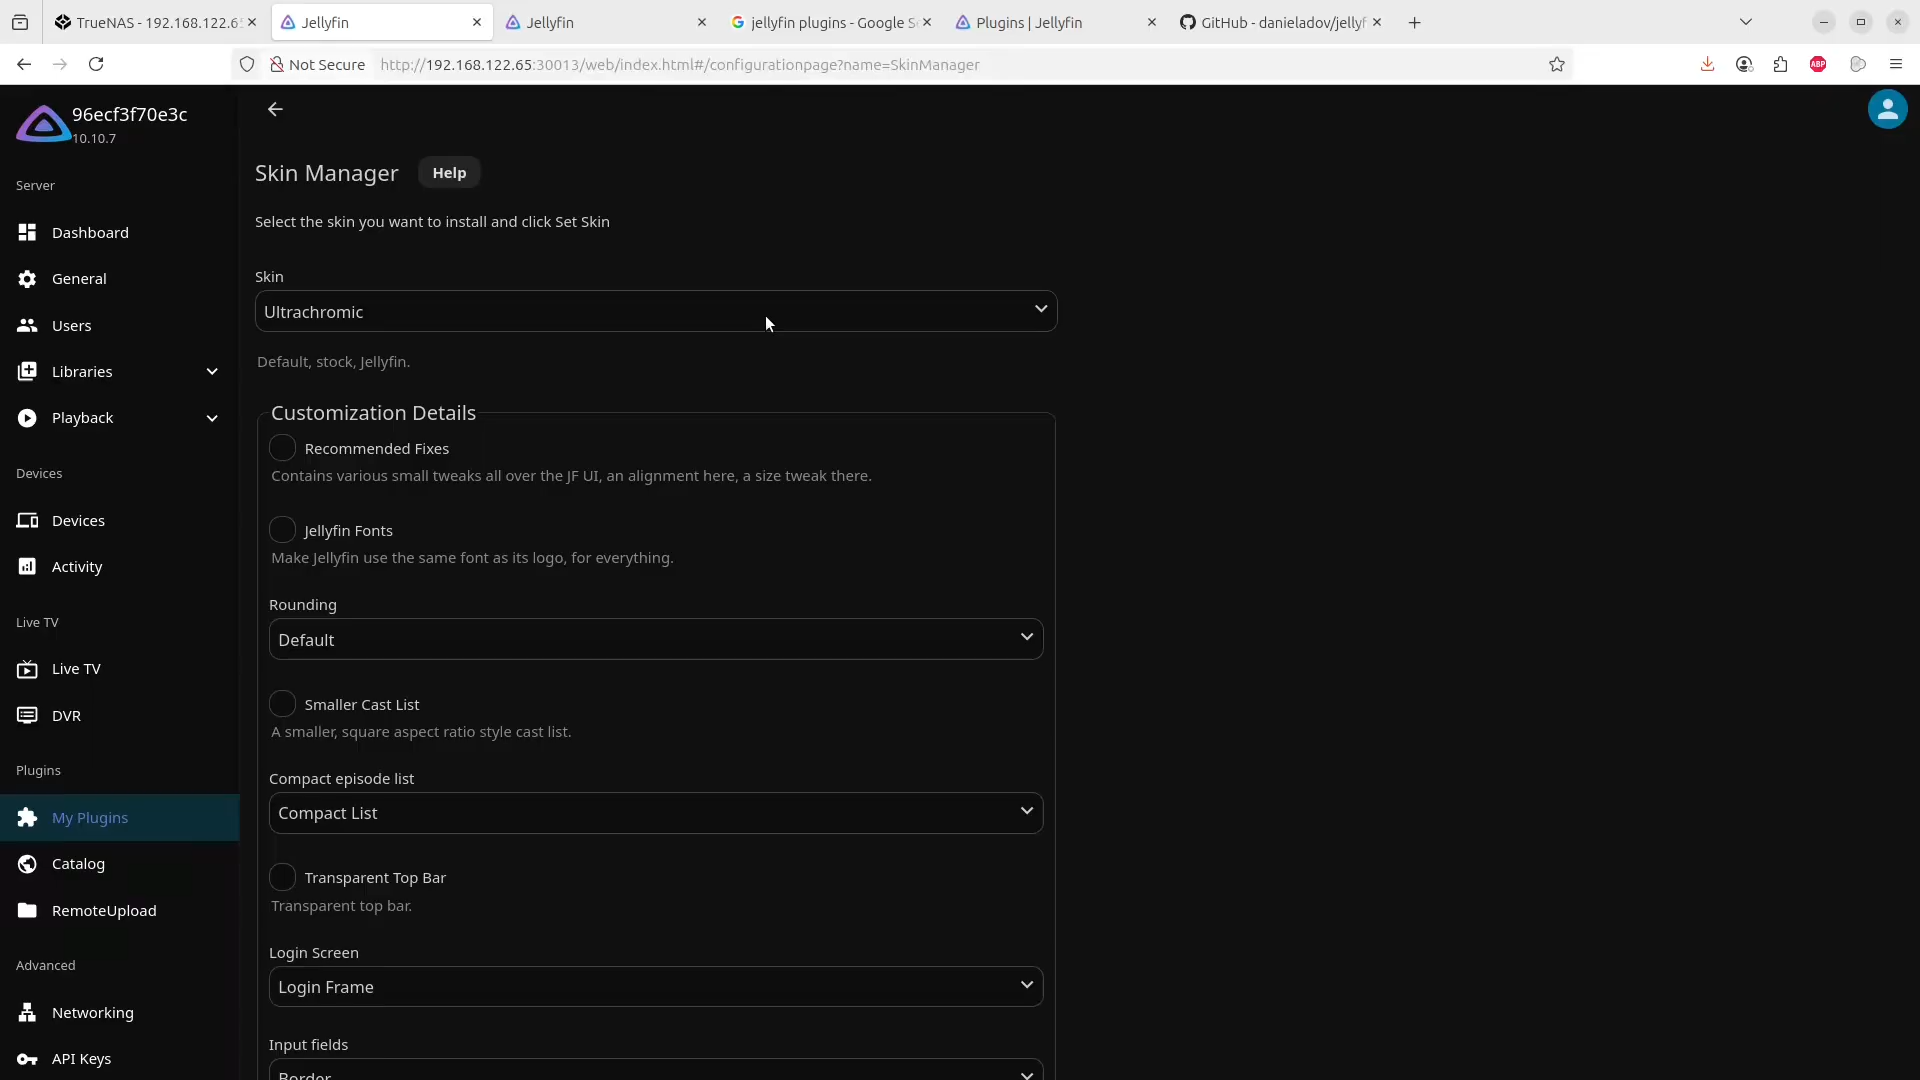 TrueNAS - 192.168.122.6
Jellyfin
Jellyfin
jellyfin plugins - Google S
Plugins | Jellyfin
GitHub - danieladov/jellyf
Not Secure
http://192.168.122.65:30013/web/index.html#/configurationpage?name=SkinManager
ABP
96ecf3f70e3c
10.10.7
Server
Dashboard
General
Users
Libraries
Playback
Devices
Devices
Activity
Live TV
Live TV
DVR
Plugins
My Plugins
Catalog
RemoteUpload
Advanced
Networking
API Keys
Skin Manager
Help
Select the skin you want to install and click Set Skin
Skin
Ultrachromic
Default, stock, Jellyfin.
Customization Details
Recommended Fixes
Contains various small tweaks all over the JF UI, an alignment here, a size tweak there.
Jellyfin Fonts
Make Jellyfin use the same font as its logo, for everything.
Rounding
Default
Smaller Cast List
A smaller, square aspect ratio style cast list.
Compact episode list
Compact List
Transparent Top Bar
Transparent top bar.
Login Screen
Login Frame
Input fields
Border